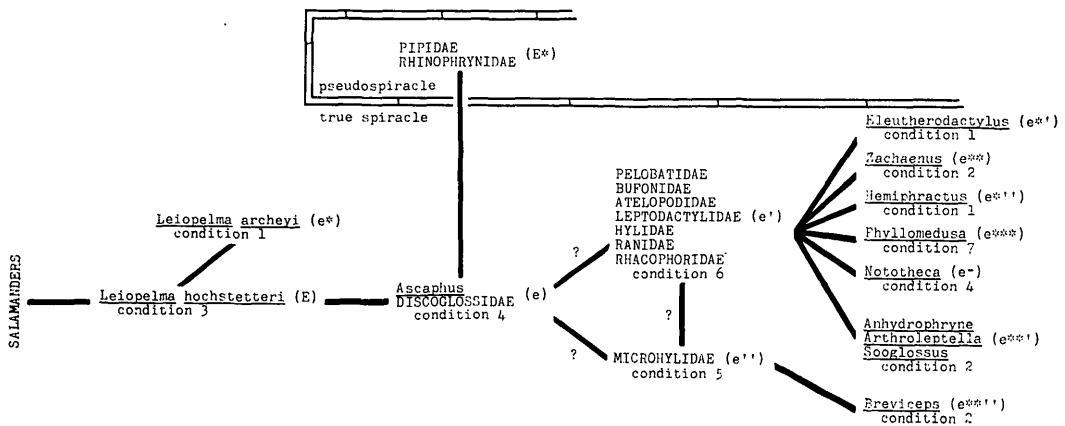 PIPIDAE
RHINOPHRYNIDAE (E*)
pseudospiracle
true spiracle
SALAMANDERS
Leiopelma archeyi (e*)
condition 1
Leiopelma hochstetteri (E)
condition 3
Ascaphus
DISCOGLOSSIDAE (e)
condition 4
?
?
?
PELOBATIDAE
BUFONIDAE
ATELOPODIDAE
LEPTODACTYLIDAE (e')
HYLIDAE
RANIDAE
RHACOPHORIDAE
condition 6
MICROHYLIDAE (e'')
condition 5
Eleutherodactylus (e*')
condition 1
Zachaenus (e**)
condition 2
Hemiphractus (e*'')
condition 1
Phyllomedusa (e***)
condition 7
Nototheca (e-)
condition 4
Anhydrophryne
Arthroleptella (e**')
Sooglossus
condition 2
Breviceps (e**'')
condition 2